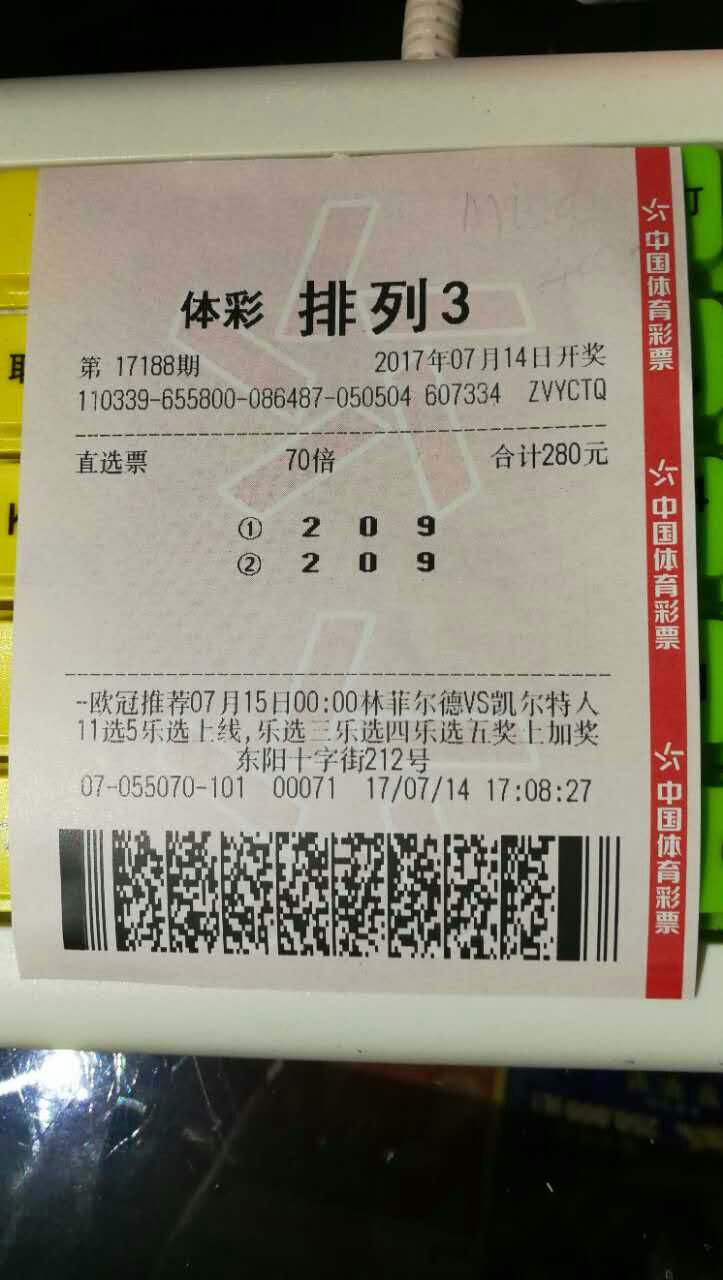 体彩 排列3
第 17188期 2017年07月14日开奖
110339-655800-086487-050504 607334 ZVYCTQ
直选票 70倍 合计280元
① 2 0 9
② 2 0 9
--欧冠推荐07月15日00:00林菲尔德VS凯尔特人
11选5乐选上线,乐选三乐选四乐选五奖上加奖
东阳十字街212号
07-055070-101 00071 17/07/14 17:08:27
中国体育彩票
中国体育彩票
中国体育彩票